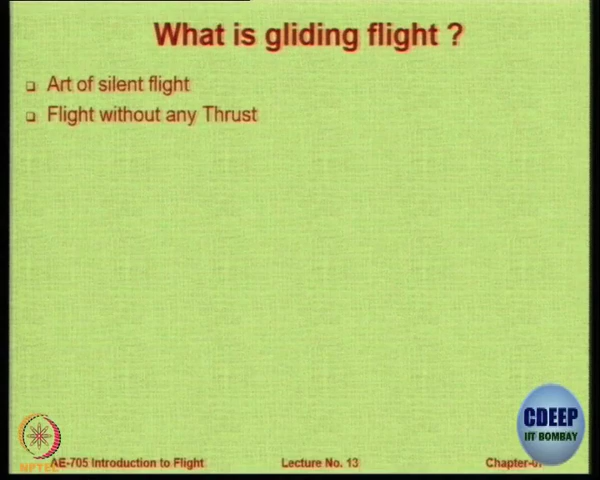 What is gliding flight ?
Art of silent flight
Flight without any Thrust
CDEEP
IIT BOMBAY
NPTEL
AE-705 Introduction to Flight Lecture No. 13 Chapter-07